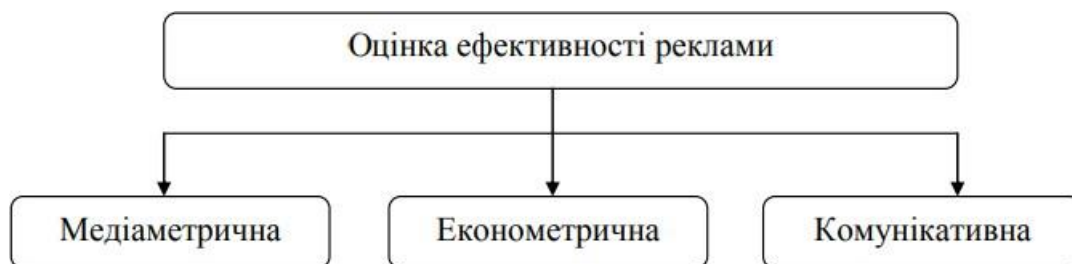 Оцінка ефективності реклами
Медіаметрична
Економетрична
Комунікативна